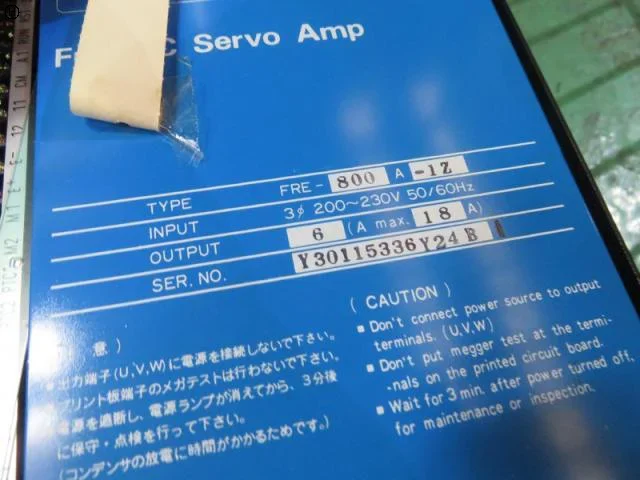 C Servo Amp
TYPE FRE-800A-1Z
INPUT 3φ 200~230V 50/60Hz
OUTPUT 6 (A max. 18 A)
SER. NO. Y30115336Y24B
意 )
出力端子(U,V,W)に電源を接続しないで下さい。
プリント板端子のメガテストは行わないで下さい。
電源を遮断し、電源ランプが消えてから、3分後
に保守・点検を行って下さい。
(コンデンサの放電に時間がかかるためです。)
( CAUTION )
■ Don't connect power source to output
terminals. (U,V,W)
■ Don't put megger test at the termi-
-nals on the printed circuit board.
■ Wait for 3 min. after power turned off.
for maintenance or inspection.
12 11 CM A1 RUN RST